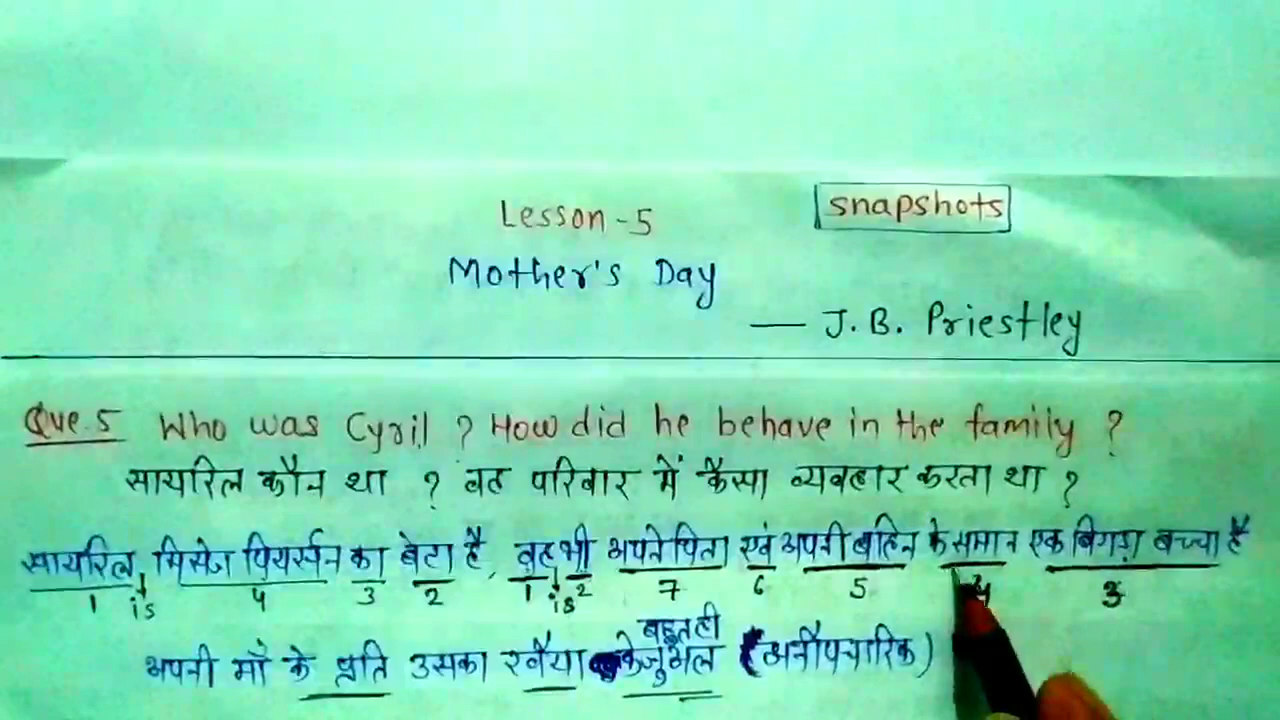 Lesson-5
snapshots
Mother's Day
— J. B. Priestley
Que. 5 Who was Cyril ? How did he behave in the family ?
सायरिल कौन था ? वह परिवार में कैसा व्यवहार करता था ?
सायरिल मिसेज पियर्सन का बेटा है, वह भी अपने पिता एवं अपनी बहिन के समान एक बिगड़ा बच्चा है
1 is 4 3 2 1 is 2 7 6 5 4 3
बहुत ही
अपनी माँ के प्रति उसका रवैया केजुअल (अनौपचारिक)